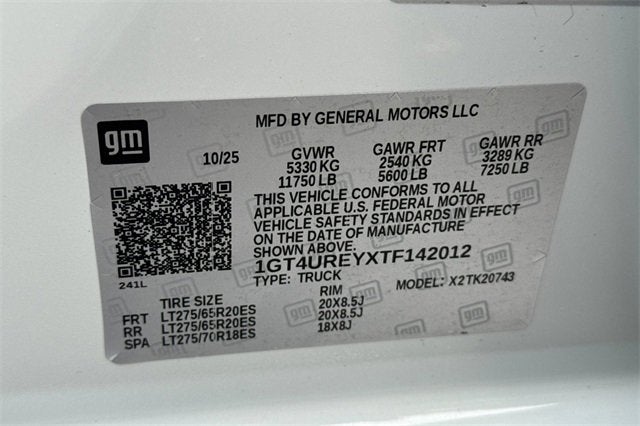 gm
MFD BY GENERAL MOTORS LLC
10/25 GVWR GAWR FRT GAWR RR
5330 KG 2540 KG 3289 KG
11750 LB 5600 LB 7250 LB
THIS VEHICLE CONFORMS TO ALL
APPLICABLE U.S. FEDERAL MOTOR
VEHICLE SAFETY STANDARDS IN EFFECT
ON THE DATE OF MANUFACTURE
SHOWN ABOVE.
1GT4UREYXTF142012
241L TYPE: TRUCK MODEL: X2TK20743
TIRE SIZE RIM
FRT LT275/65R20ES 20X8.5J
RR LT275/65R20ES 20X8.5J
SPA LT275/70R18ES 18X8J